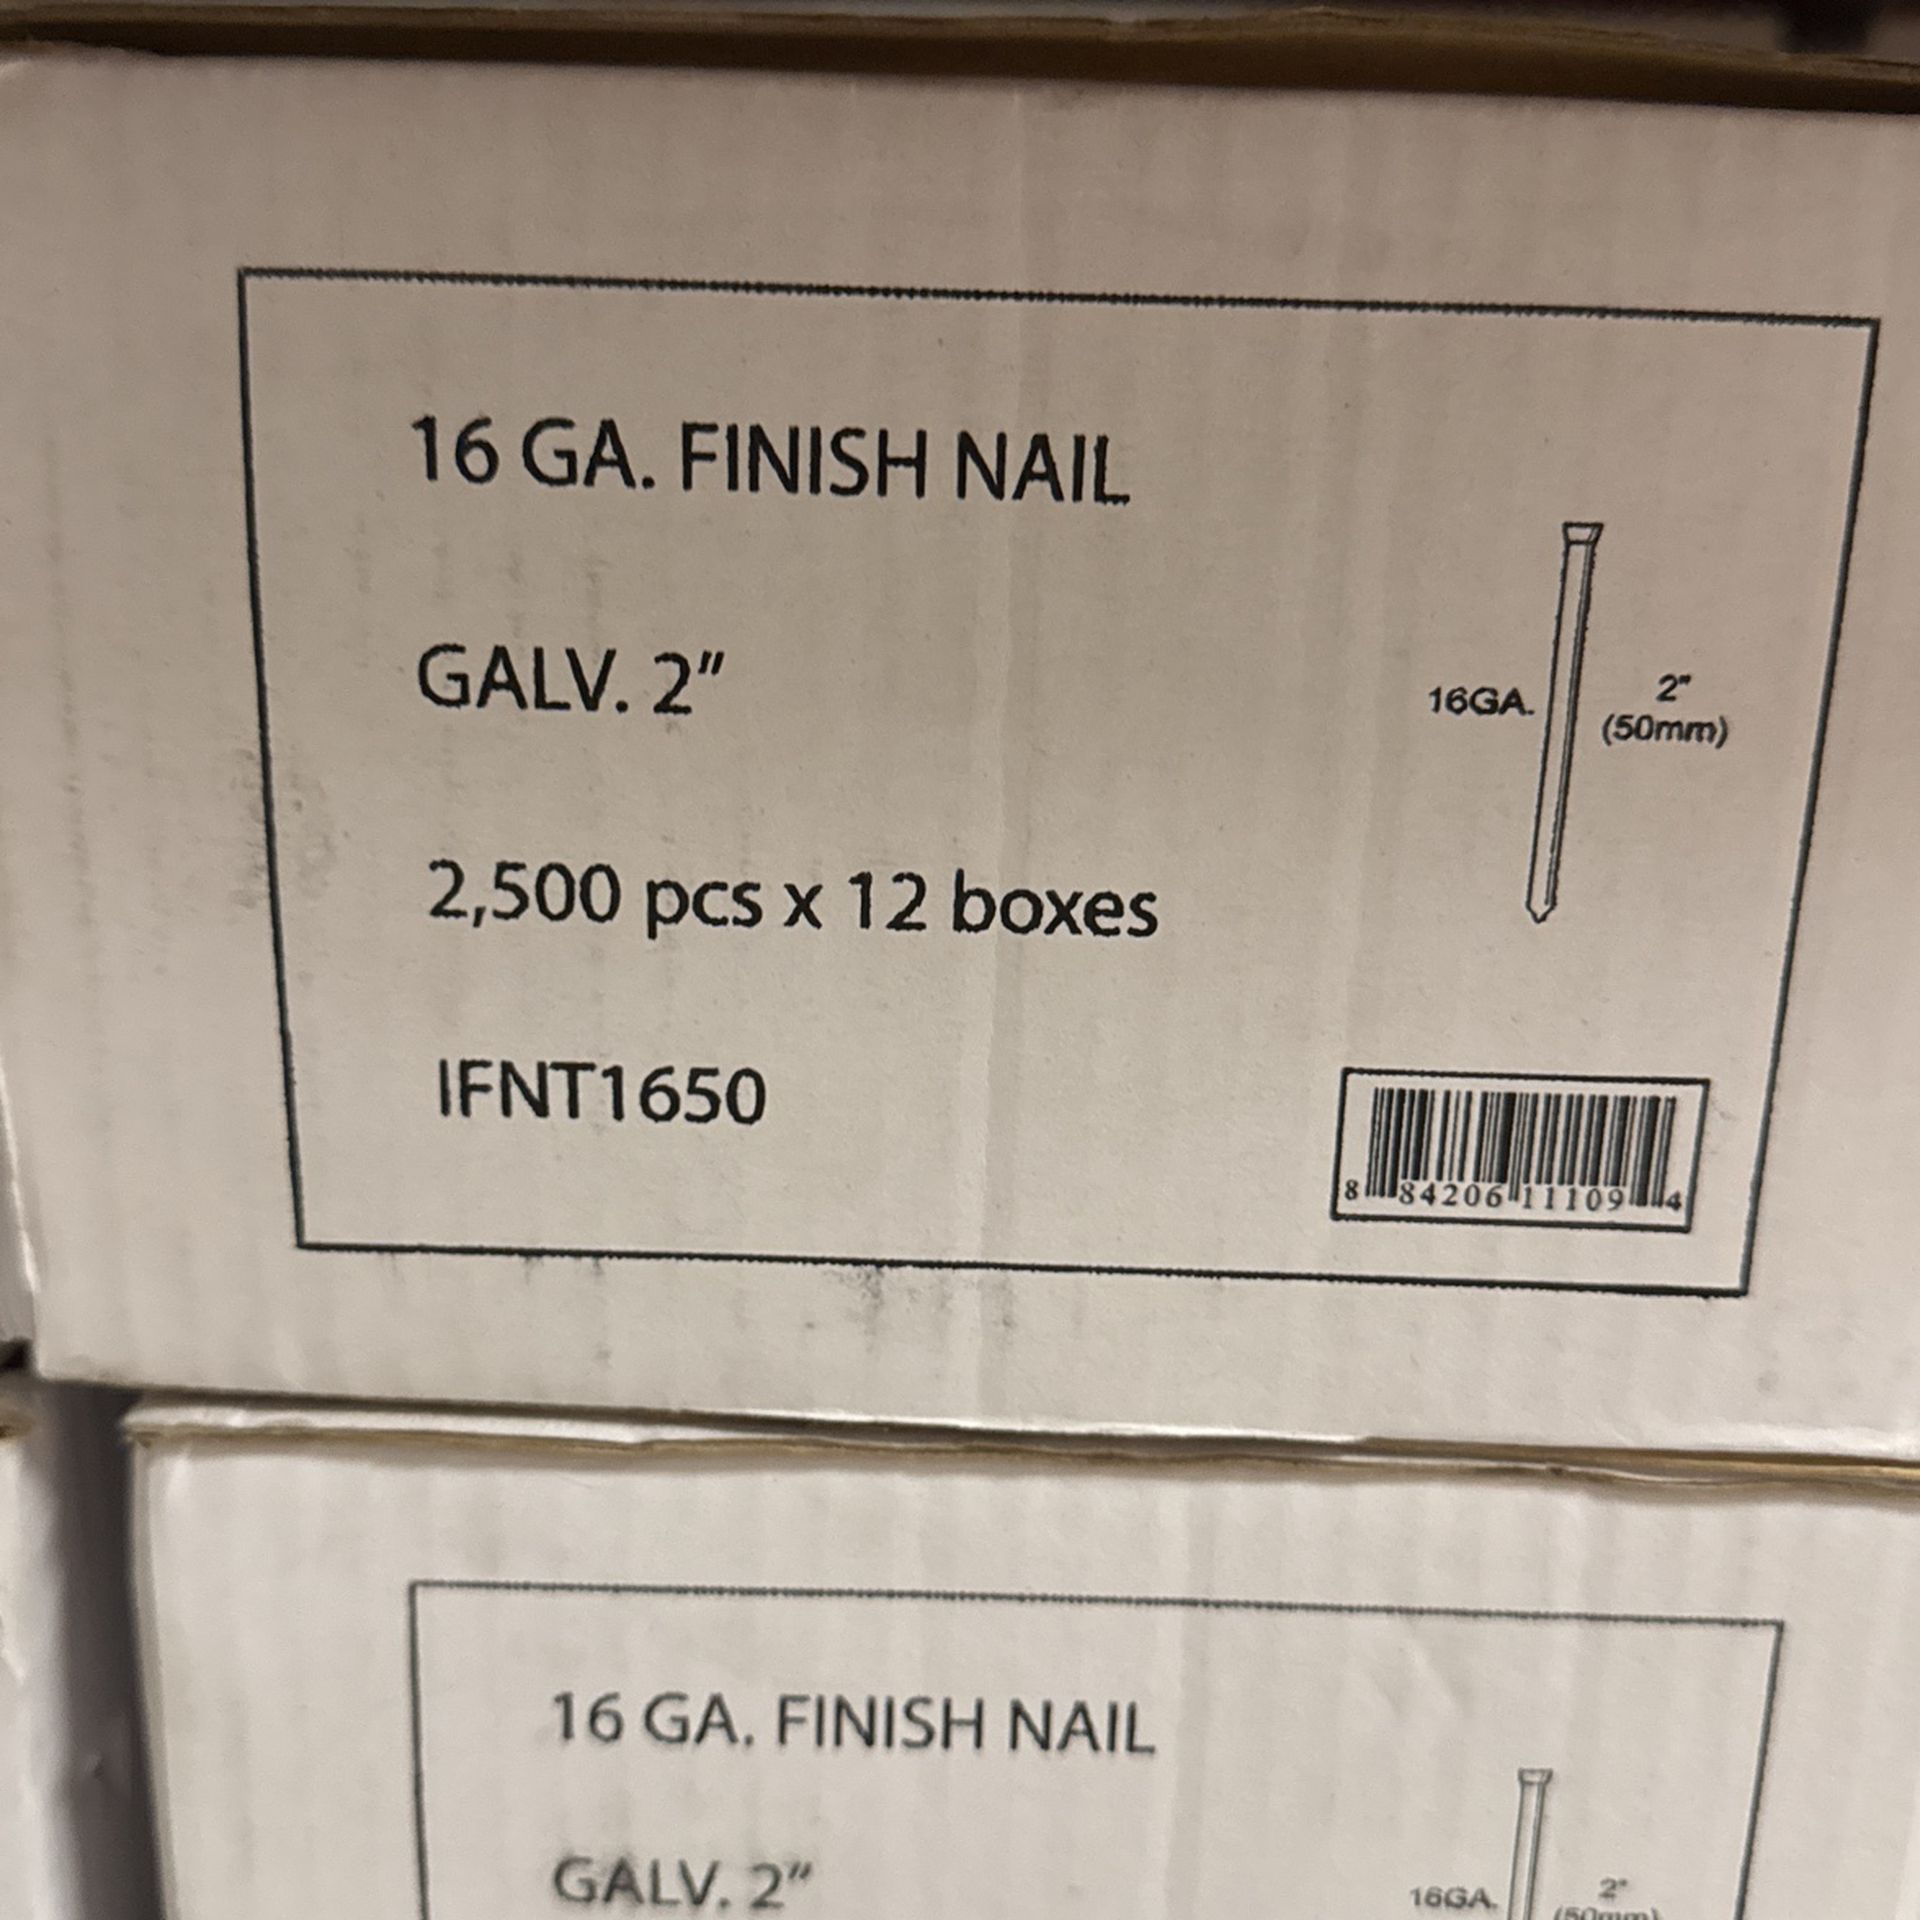 16 GA. FINISH NAIL
GALV. 2"
16GA.
2"
(50mm)
2,500 pcs x 12 boxes
IFNT1650
8 84206 11109 4
16 GA. FINISH NAIL
GALV. 2"
16GA.
2"
(50mm)